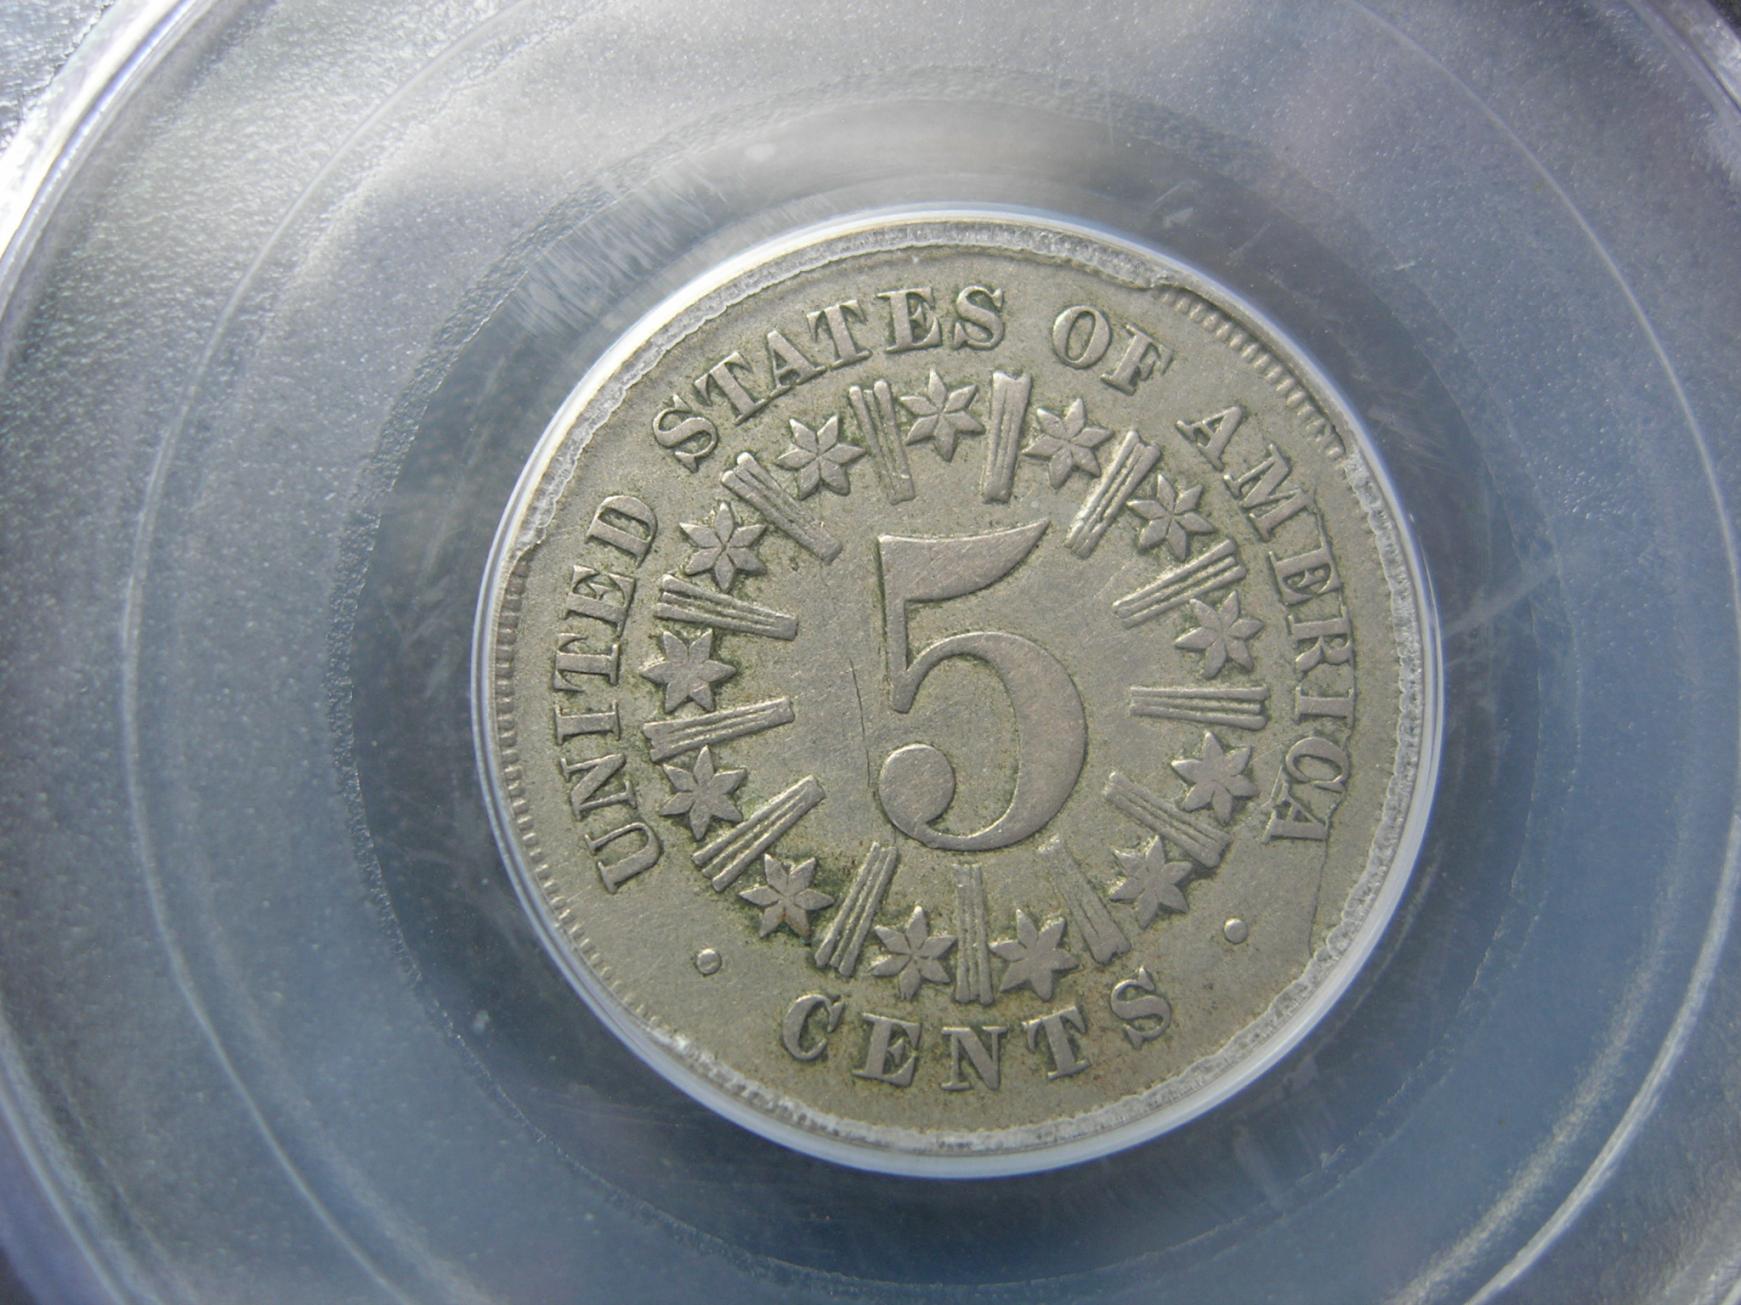 UNITED STATES OF AMERICA
5
CENTS